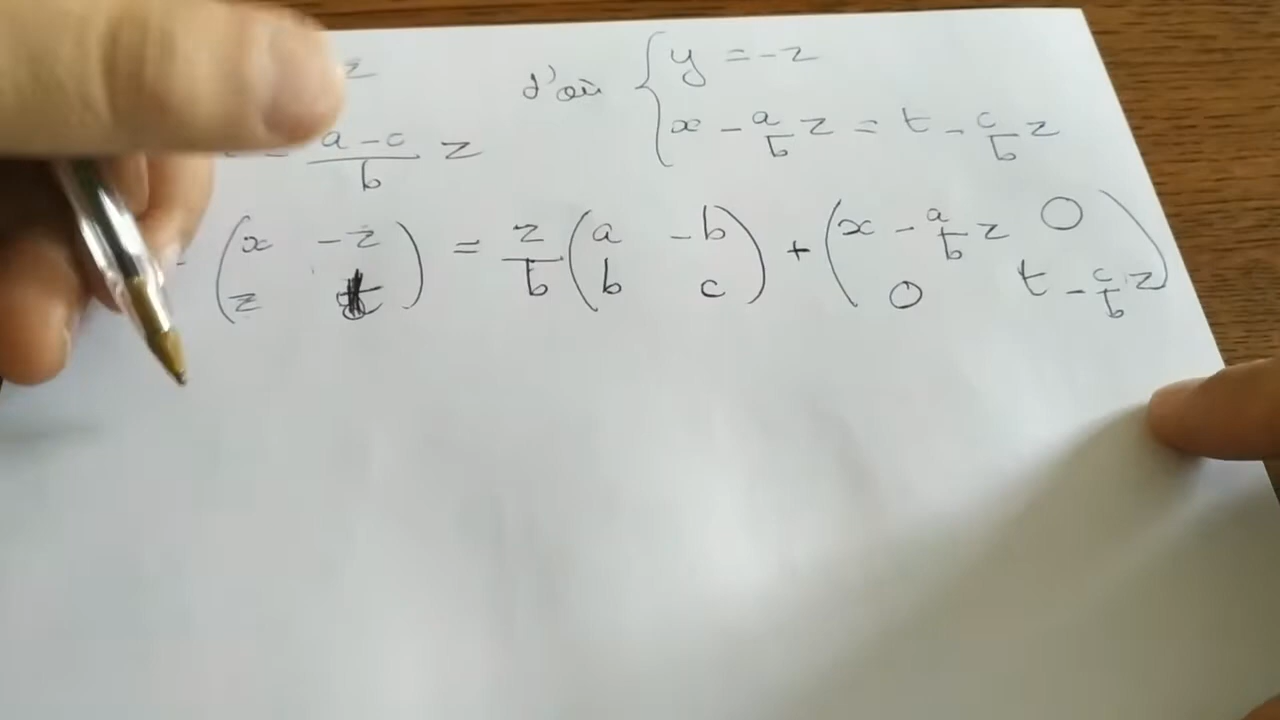 z d'où { y = -z
a - c / b z x - a/b z = t - c/b z
( x -z ; z t ) = z/b ( a -b ; b c ) + ( x - a/b z 0 ; 0 t - c/b z )